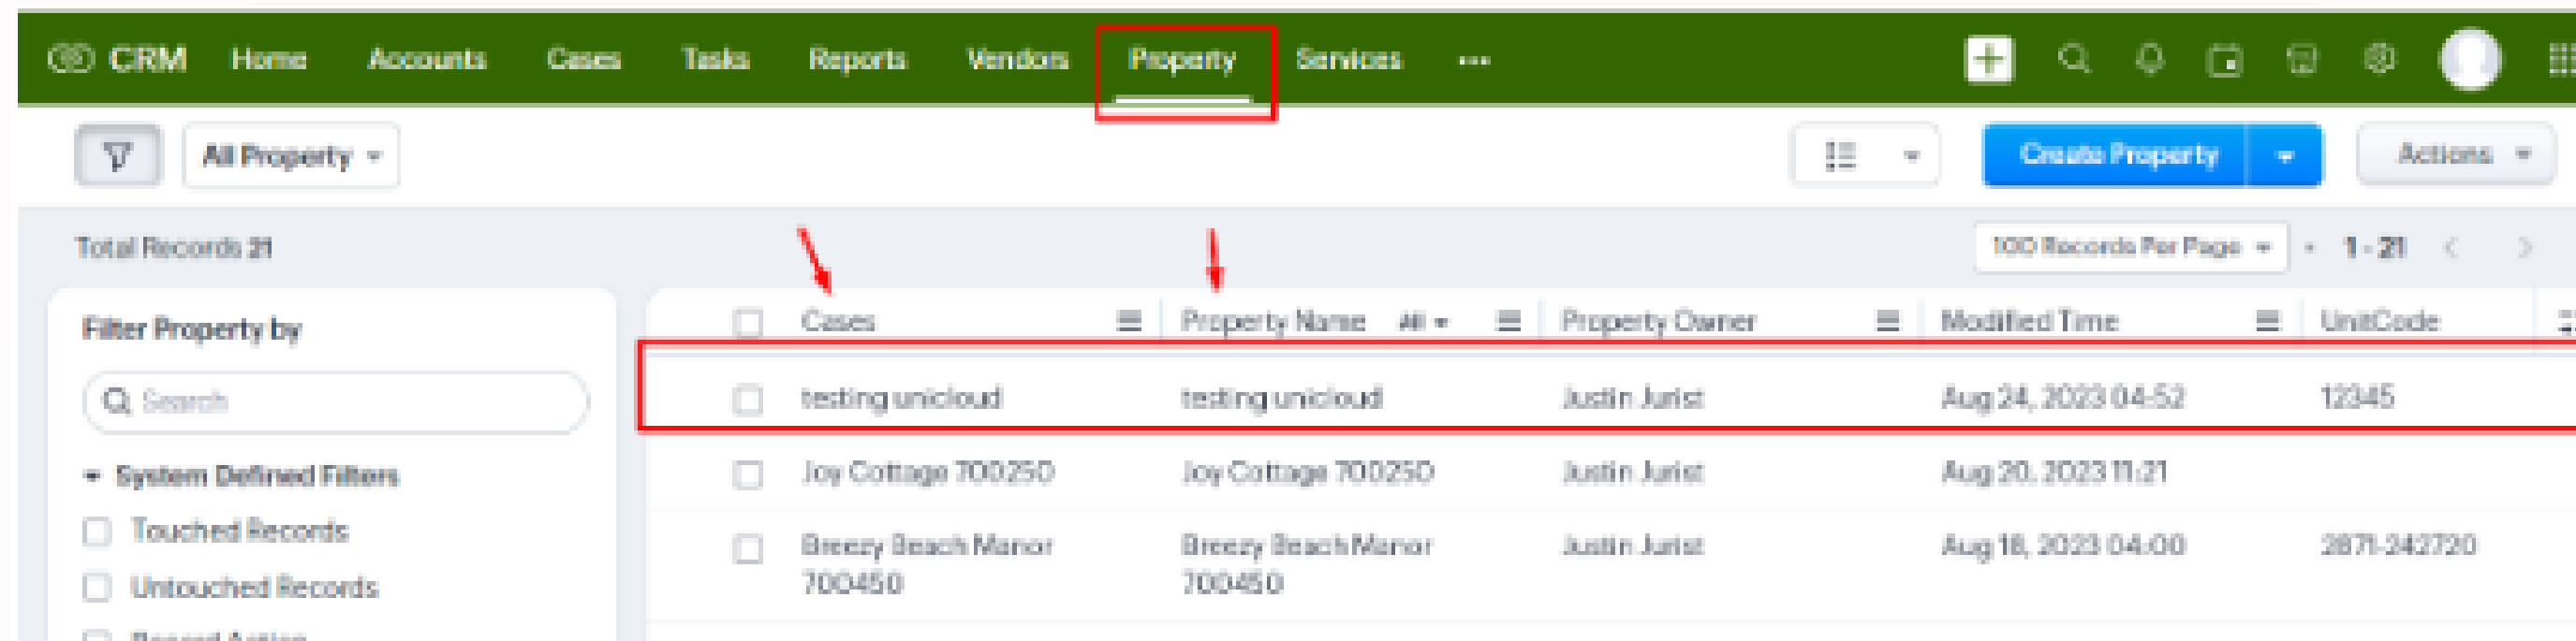 CRM Home Accounts Cases Tasks Reports Vendors Property Services ...
All Property Create Property Actions
Total Records 21 100 Records Per Page 1 - 21
Filter Property by Cases Property Name All Property Owner Modified Time UnitCode
Search testing unicloud testing unicloud Justin Jurist Aug 24, 2023 04:52 12345
System Defined Filters Joy Cottage 700250 Joy Cottage 700250 Justin Jurist Aug 20, 2023 11:21
Touched Records
Untouched Records Breezy Beach Manor Breezy Beach Manor Justin Jurist Aug 18, 2023 04:00 2871-242720
700450 700450
Record Action